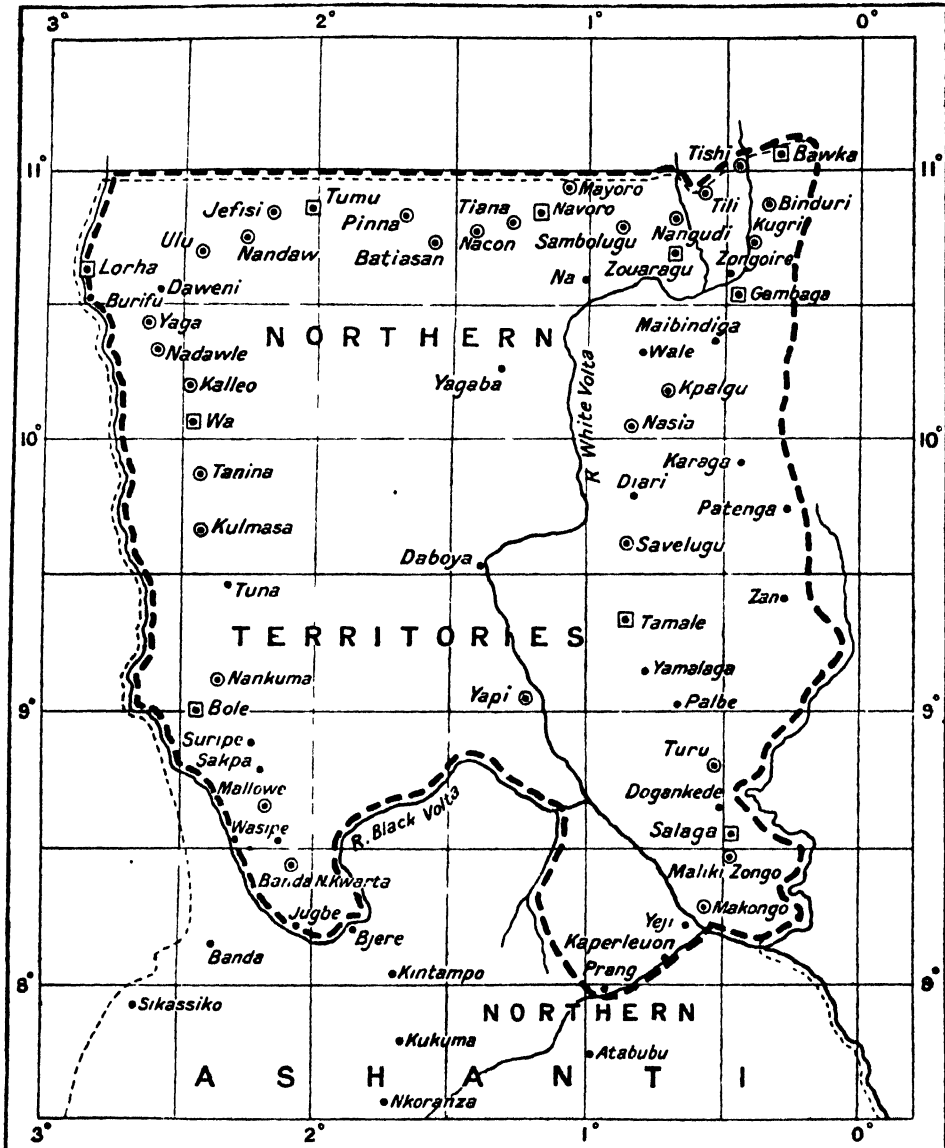 3° 2° 1° 0°
Tishi Bawka
11° 11°
Mayoro
Tumu Tiana Navoro Tili Binduri
Jefisi Pinna Kugri
Ulu Nandaw Batiasan Nacon Sambolugu Nangudi
Zongoire
Lorha Na Zouaragu
Daweni Gambaga
Burifu
Yaga Maibindiga
NORTHERN
Nadawle Wale
Kalleo Yagaba Kpalgu
R White Volta
Wa Nasia
10° 10°
Tanina Karaga
Diari
Patenga
Kulmasa Savelugu
Daboya
Tuna Zan
Tamale
TERRITORIES
Nankuma Yamalaga
Yapi Palbe
9° Bole 9°
Suripe Turu
Sakpa
Mallowe Dogankede
R. Black Volta
Wasipe Salaga
Banda Nkwarta Maliki Zongo
Jugbe Makongo
Yeji
Bjere Kaperleuon
Banda Kintampo Prang
8° 8°
Sikassiko NORTHERN
Kukuma Atabubu
ASHANTI
Nkoranza
3° 2° 1° 0°